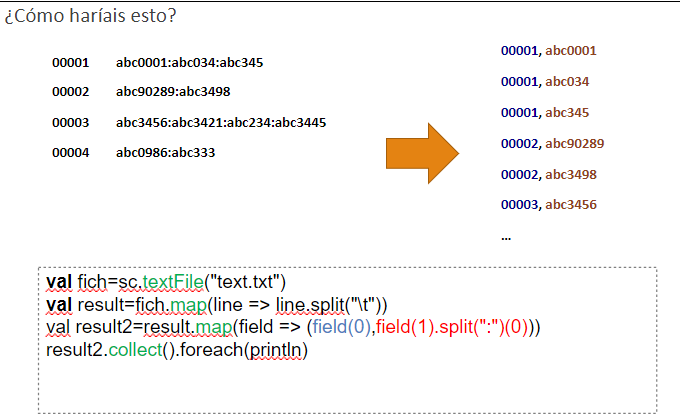 ¿Cómo haríais esto?
00001 abc0001:abc034:abc345
00002 abc90289:abc3498
00003 abc3456:abc3421:abc234:abc3445
00004 abc0986:abc333
00001, abc0001
00001, abc034
00001, abc345
00002, abc90289
00002, abc3498
00003, abc3456
...
val fich=sc.textFile("text.txt")
val result=fich.map(line => line.split("\t"))
val result2=result.map(field => (field(0),field(1).split(":")(0)))
result2.collect().foreach(println)